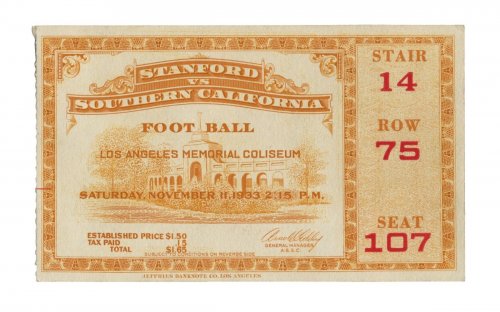 STANFORD
VS
SOUTHERN CALIFORNIA
FOOT BALL
LOS ANGELES MEMORIAL COLISEUM
SATURDAY, NOVEMBER 11, 1933 2:15 P.M.
ESTABLISHED PRICE $1.50
TAX PAID .15
TOTAL $1.65
GENERAL MANAGER
A.S.S.C.
SUBJECT TO CONDITIONS ON REVERSE SIDE
JEFFRIES BANKNOTE CO. LOS ANGELES
STAIR
14
ROW
75
SEAT
107